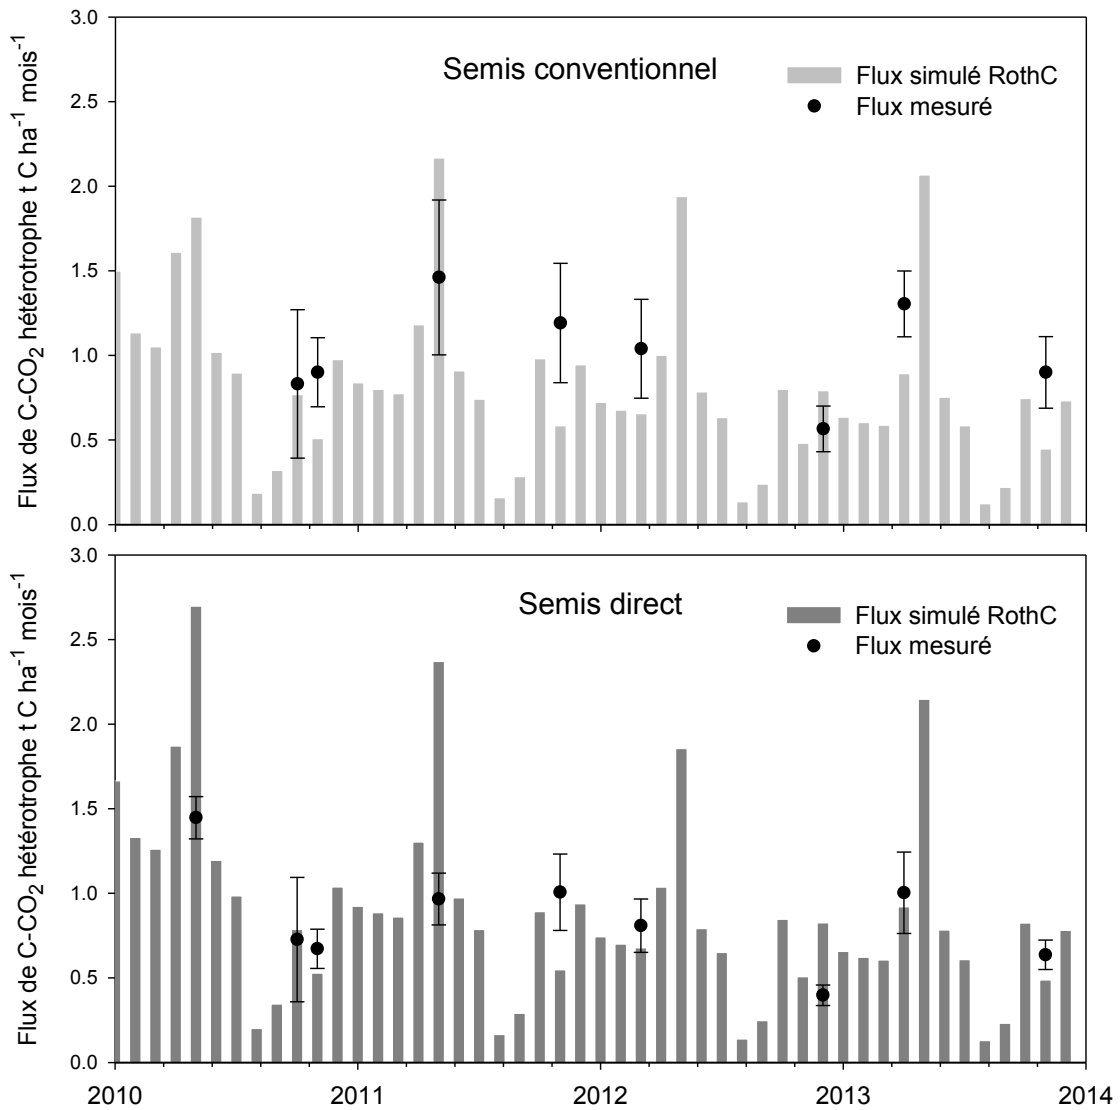 Flux de C-CO₂ hétérotrophe t C ha⁻¹ mois⁻¹
3.0
2.5
2.0
1.5
1.0
0.5
0.0
Semis conventionnel
Flux simulé RothC
Flux mesuré
Flux de C-CO₂ hétérotrophe t C ha⁻¹ mois⁻¹
3.0
2.5
2.0
1.5
1.0
0.5
0.0
Semis direct
Flux simulé RothC
Flux mesuré
2010 2011 2012 2013 2014